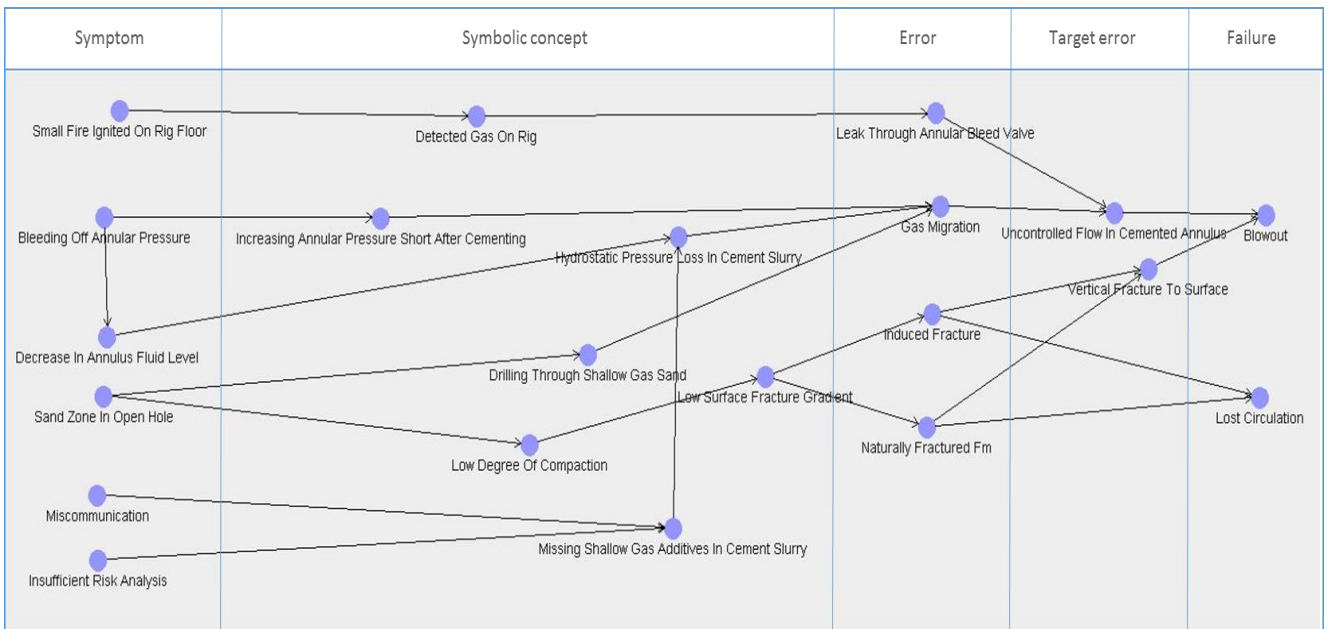 Symptom
Symbolic concept
Error
Target error
Failure
Small Fire Ignited On Rig Floor
Detected Gas On Rig
Leak Through Annular Bleed Valve
Bleeding Off Annular Pressure
Increasing Annular Pressure Short After Cementing
Gas Migration
Uncontrolled Flow In Cemented Annulus
Blowout
Hydrostatic Pressure Loss In Cement Slurry
Vertical Fracture To Surface
Induced Fracture
Decrease In Annulus Fluid Level
Drilling Through Shallow Gas Sand
Low Surface Fracture Gradient
Sand Zone In Open Hole
Lost Circulation
Naturally Fractured Fm
Low Degree Of Compaction
Miscommunication
Missing Shallow Gas Additives In Cement Slurry
Insufficient Risk Analysis